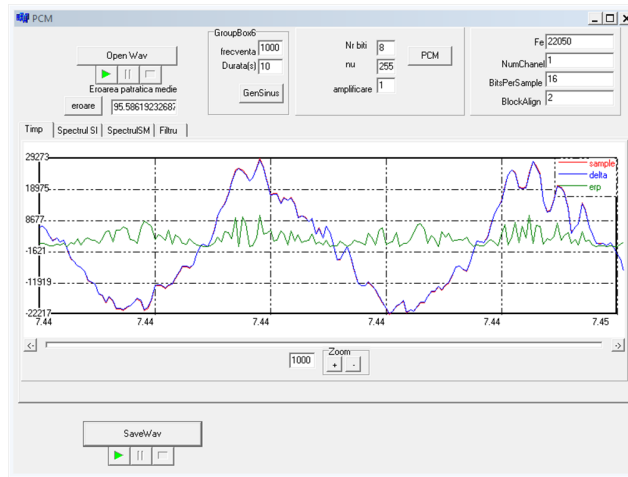 PCM
Open Wav
Eroarea patratica medie
eroare 95.58619232687
GroupBox6
frecventa 1000
Durata(s) 10
GenSinus
Nr biti 8
nu 255
amplificare 1
PCM
Fe 22050
NumChanel 1
BitsPerSample 16
BlockAlign 2
Timp Spectrul SI SpectrulSM Filtru
29273
18975
8677
-1621
-11919
-22217
sample
delta
erp
7.44 7.44 7.44 7.44 7.44 7.45
<- ->
1000
Zoom
+ -
SaveWav